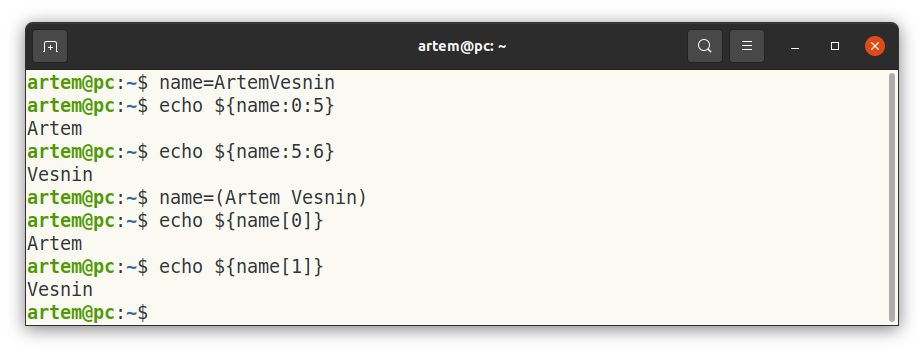 artem@pc: ~
artem@pc:~$ name=ArtemVesnin
artem@pc:~$ echo ${name:0:5}
Artem
artem@pc:~$ echo ${name:5:6}
Vesnin
artem@pc:~$ name=(Artem Vesnin)
artem@pc:~$ echo ${name[0]}
Artem
artem@pc:~$ echo ${name[1]}
Vesnin
artem@pc:~$